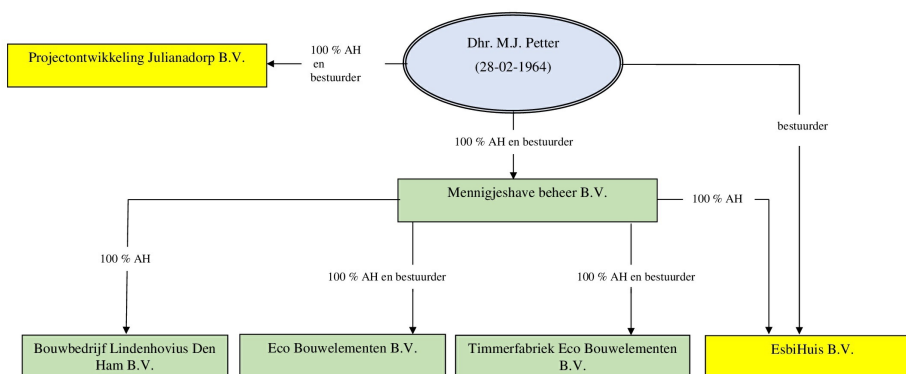 Dhr. M.J. Petter
(28-02-1964)
Projectontwikkeling Julianadorp B.V.
100 % AH
en
bestuurder
bestuurder
100 % AH en bestuurder
Mennigjeshave beheer B.V.
100 % AH
100 % AH
100 % AH en bestuurder
100 % AH en bestuurder
Bouwbedrijf Lindenhovius Den
Ham B.V.
Eco Bouwelementen B.V.
Timmerfabriek Eco Bouwelementen
B.V.
EsbiHuis B.V.